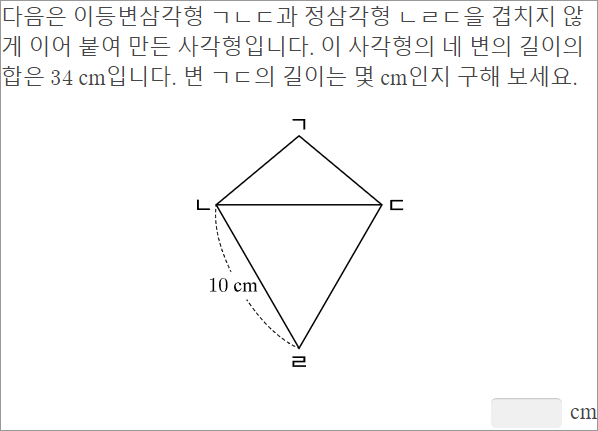 다음은 이등변삼각형 ㄱㄴㄷ과 정삼각형 ㄴㄹㄷ을 겹치지 않
게 이어 붙여 만든 사각형입니다. 이 사각형의 네 변의 길이의
합은 34 cm입니다. 변 ㄱㄷ의 길이는 몇 cm인지 구해 보세요.
ㄱ
ㄴ
ㄷ
10 cm
ㄹ
cm